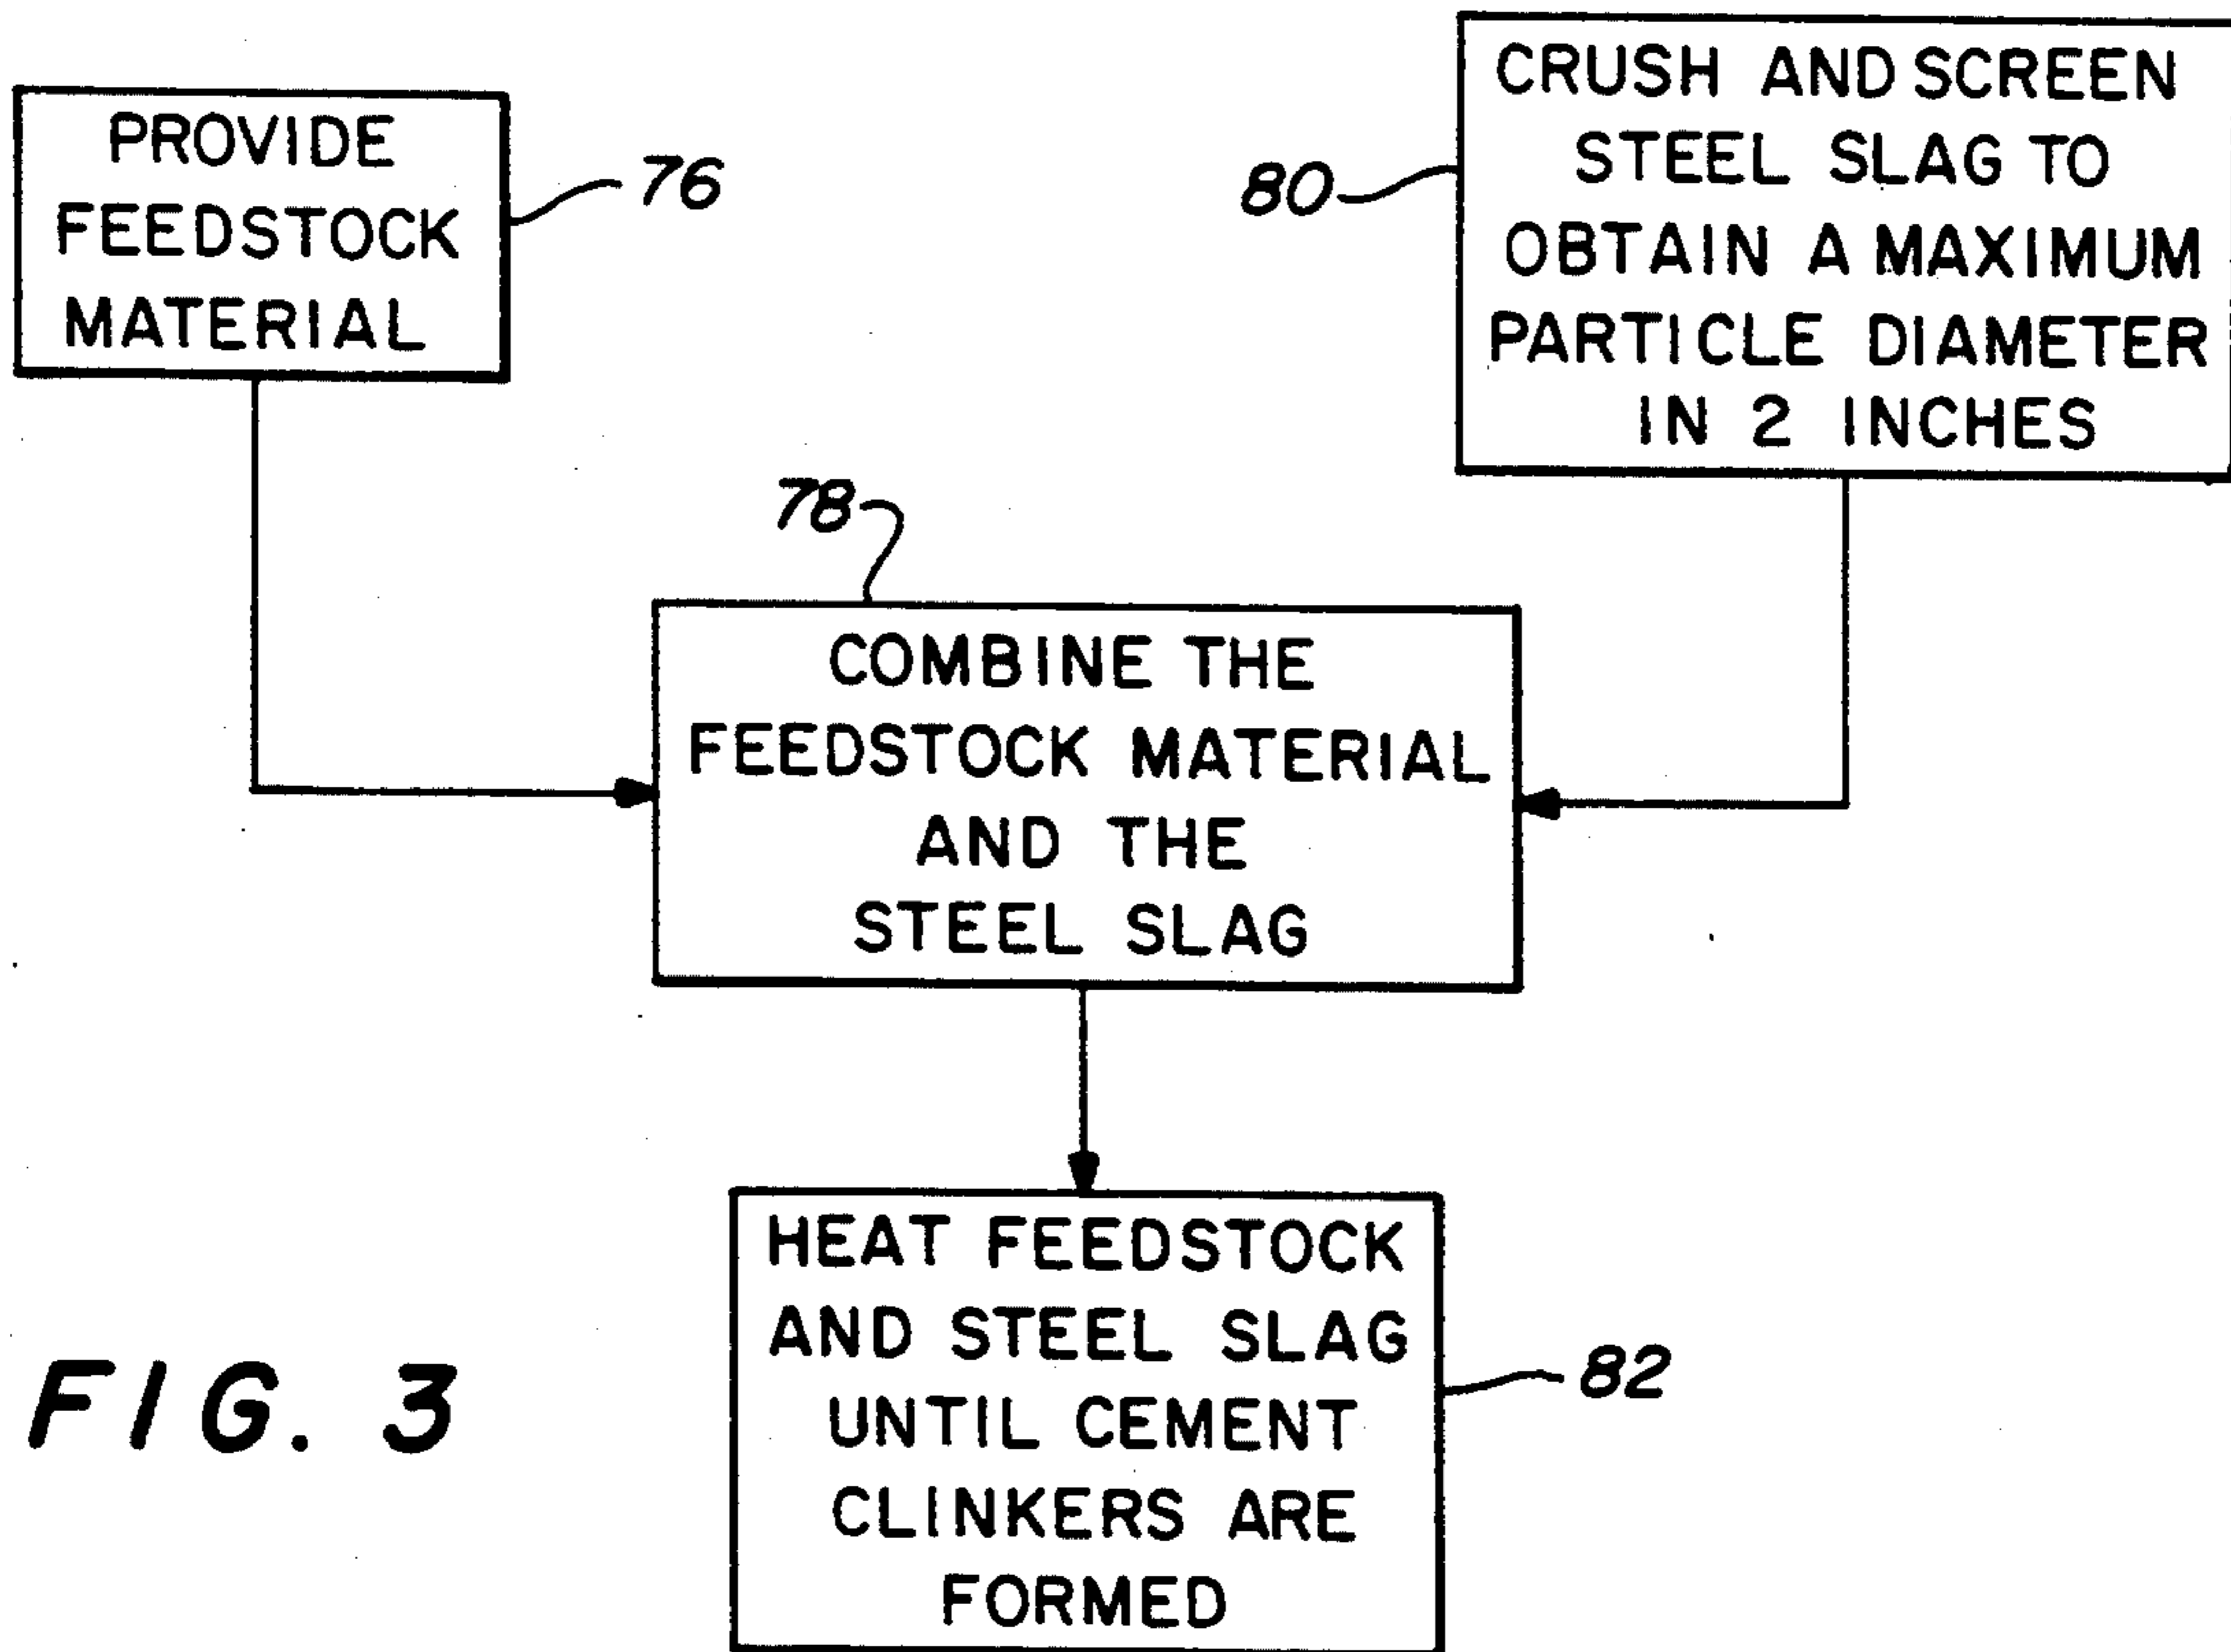 PROVIDE
FEEDSTOCK
MATERIAL
76
CRUSH AND SCREEN
STEEL SLAG TO
OBTAIN A MAXIMUM
PARTICLE DIAMETER
IN 2 INCHES
80
78
COMBINE THE
FEEDSTOCK MATERIAL
AND THE
STEEL SLAG
HEAT FEEDSTOCK
AND STEEL SLAG
UNTIL CEMENT
CLINKERS ARE
FORMED
82
FIG. 3